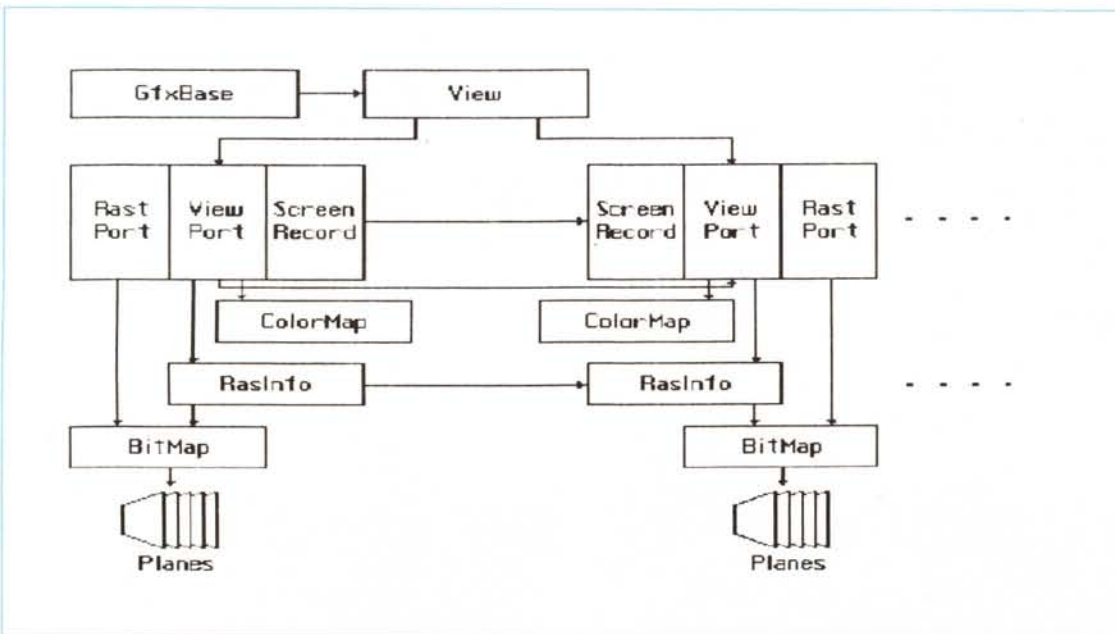 GfxBase
View
Rast Port
View Port
Screen Record
Screen Record
View Port
Rast Port
ColorMap
ColorMap
RasInfo
RasInfo
BitMap
BitMap
Planes
Planes